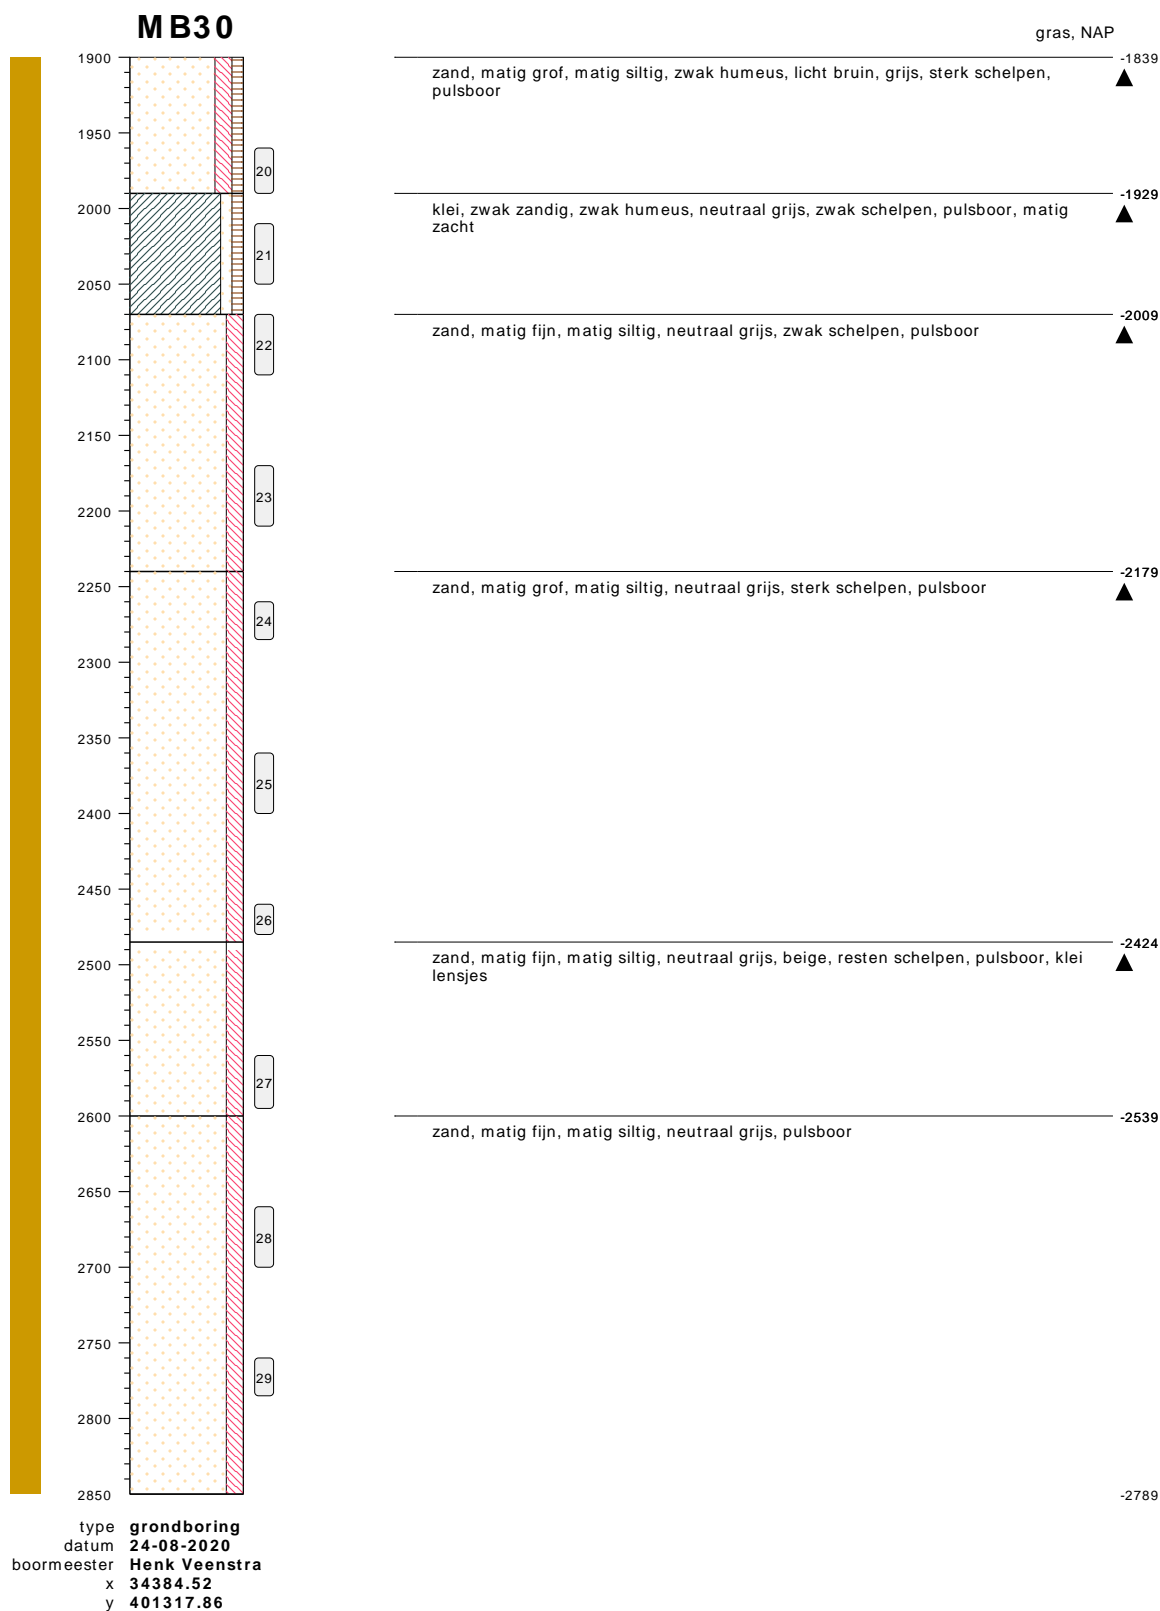 MB30
gras, NAP
1900
-1839
zand, matig grof, matig siltig, zwak humeus, licht bruin, grijs, sterk schelpen,
pulsboor
1950
20
-1929
2000
klei, zwak zandig, zwak humeus, neutraal grijs, zwak schelpen, pulsboor, matig
zacht
21
2050
-2009
zand, matig fijn, matig siltig, neutraal grijs, zwak schelpen, pulsboor
22
2100
2150
23
2200
-2179
2250
zand, matig grof, matig siltig, neutraal grijs, sterk schelpen, pulsboor
24
2300
2350
25
2400
2450
26
-2424
zand, matig fijn, matig siltig, neutraal grijs, beige, resten schelpen, pulsboor, klei
lensjes
2500
2550
27
2600
-2539
zand, matig fijn, matig siltig, neutraal grijs, pulsboor
2650
28
2700
2750
29
2800
2850
-2789
type grondboring
datum 24-08-2020
boormeester Henk Veenstra
x 34384.52
y 401317.86